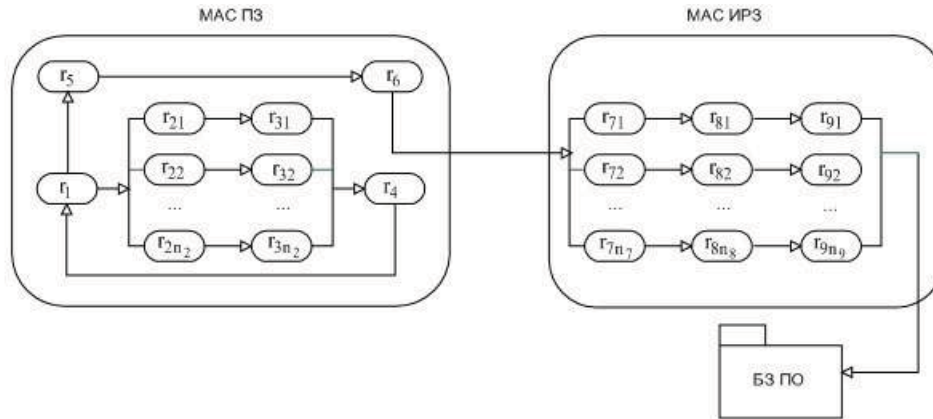 МАС ПЗ МАС ИРЗ
r5 r6
r21 r31 r71 r81 r91
r1 r22 r32 r4 r72 r82 r92
... ... ... ... ...
r2n2 r3n2 r7n7 r8n8 r9n9
БЗ ПО